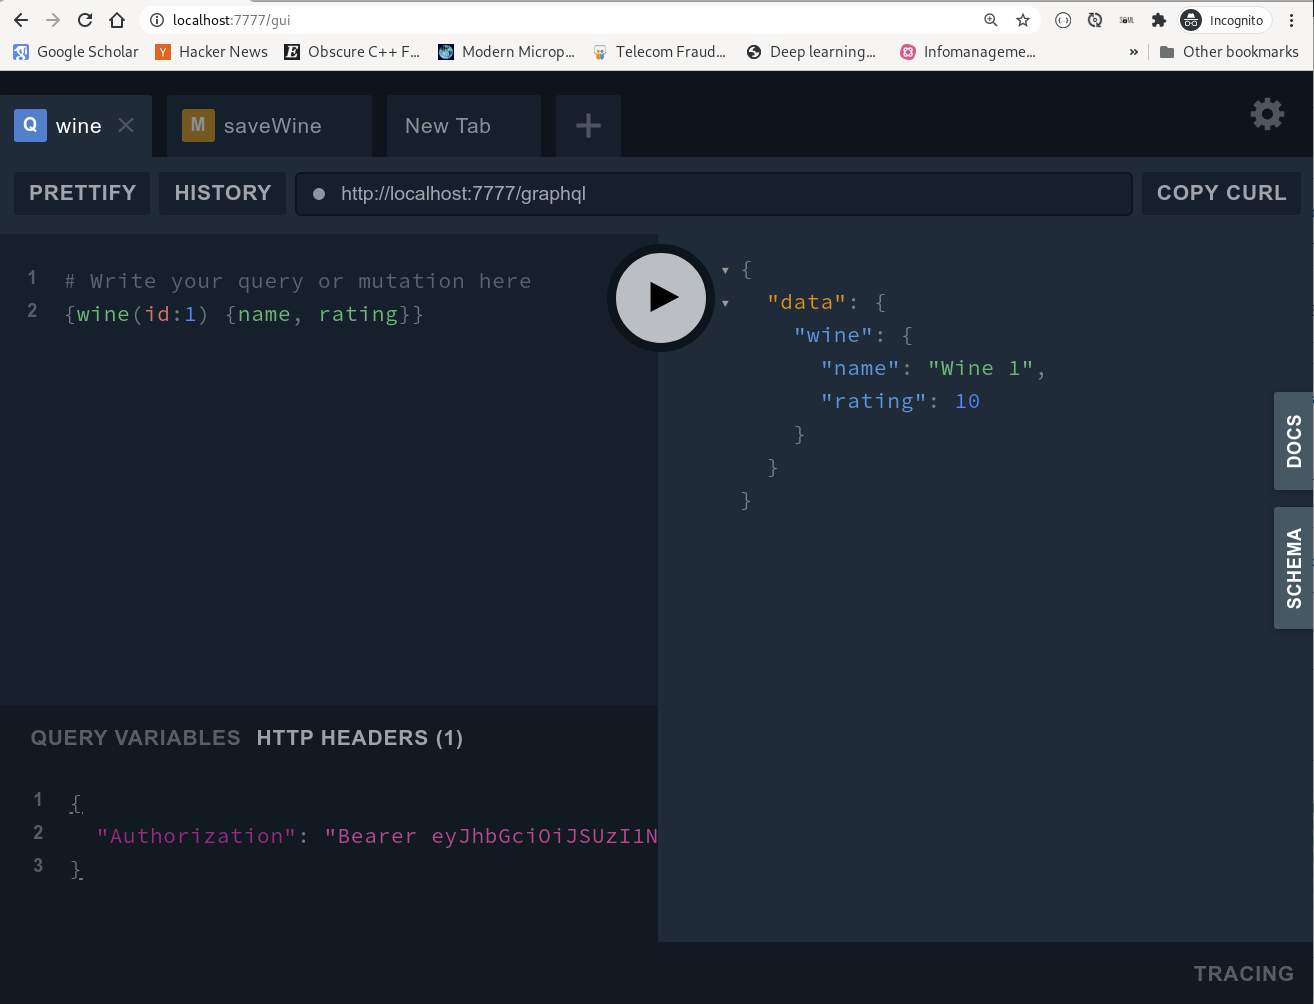 localhost:7777/gui
Incognito
Google Scholar
Y Hacker News
E Obscure C++ F...
Modern Microp...
Telecom Fraud...
Deep learning...
Infomanageme...
»
Other bookmarks
Q wine
M saveWine
New Tab
PRETTIFY
HISTORY
http://localhost:7777/graphql
COPY CURL
1 # Write your query or mutation here
2 {wine(id:1) {name, rating}}
{
"data": {
"wine": {
"name": "Wine 1",
"rating": 10
}
}
}
DOCS
SCHEMA
QUERY VARIABLES HTTP HEADERS (1)
1 {
2 "Authorization": "Bearer eyJhbGciOiJSUzI1N
3 }
TRACING